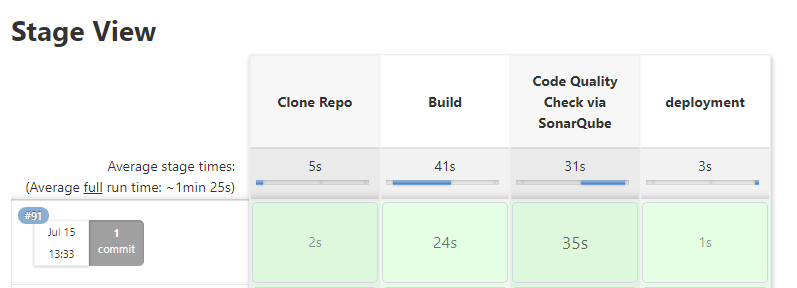 Stage View
Clone Repo
Build
Code Quality
Check via
SonarQube
deployment
Average stage times:
(Average full run time: ~1min 25s)
5s
41s
31s
3s
#91
Jul 15
13:33
1
commit
2s
24s
35s
1s